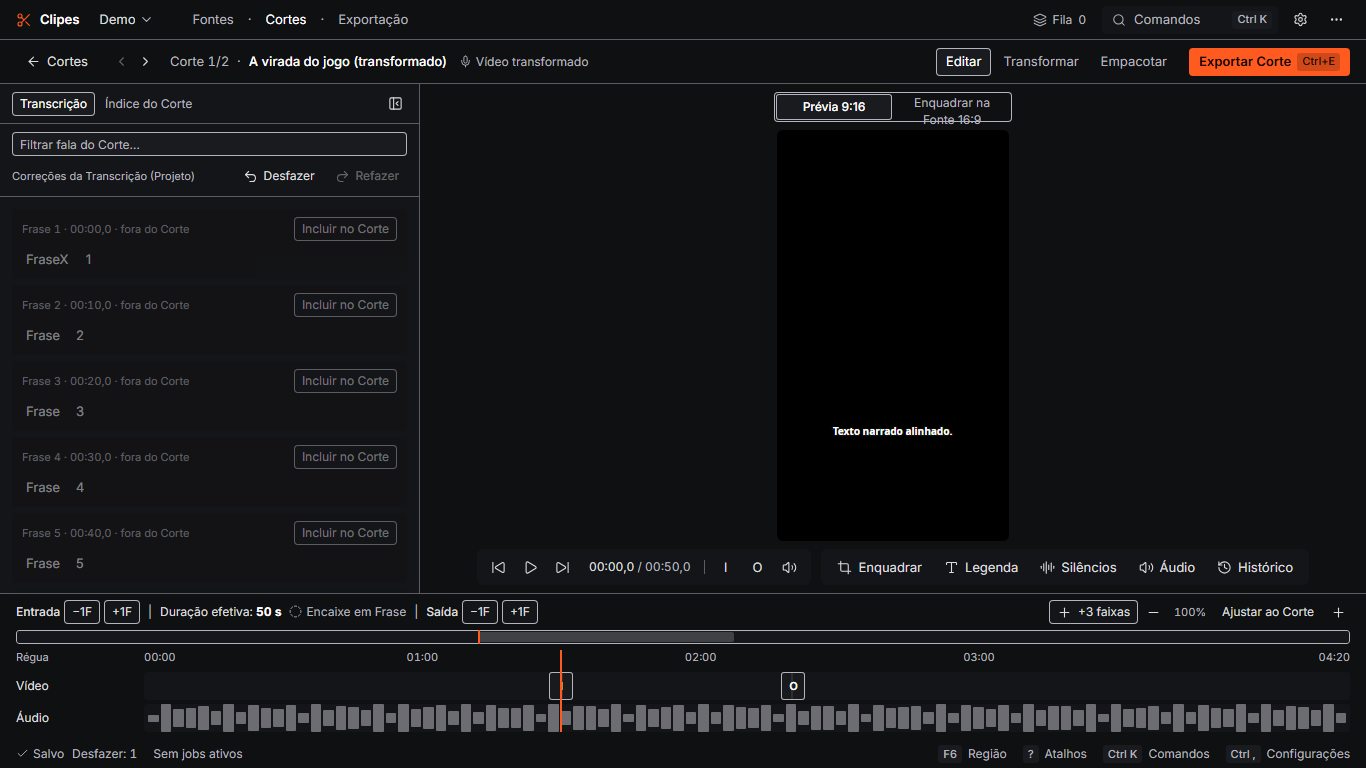 Clipes Demo Fontes · Cortes · Exportação Fila 0 Comandos Ctrl K
Cortes Corte 1/2 · A virada do jogo (transformado) Vídeo transformado Editar Transformar Empacotar Exportar Corte Ctrl+E
Transcrição Índice do Corte
Filtrar fala do Corte...
Correções da Transcrição (Projeto) Desfazer Refazer
Frase 1 · 00:00,0 · fora do Corte Incluir no Corte
FraseX 1
Frase 2 · 00:10,0 · fora do Corte Incluir no Corte
Frase 2
Frase 3 · 00:20,0 · fora do Corte Incluir no Corte
Frase 3
Frase 4 · 00:30,0 · fora do Corte Incluir no Corte
Frase 4
Frase 5 · 00:40,0 · fora do Corte Incluir no Corte
Frase 5
Prévia 9:16
Enquadrar na
Fonte 16:9
Texto narrado alinhado.
00:00,0 / 00:50,0 I O Enquadrar Legenda Silêncios Áudio Histórico
Entrada −1F +1F Duração efetiva: 50 s Encaixe em Frase Saída −1F +1F +3 faixas 100% Ajustar ao Corte
Régua 00:00 01:00 02:00 03:00 04:20
Vídeo I O
Áudio
Salvo Desfazer: 1 Sem jobs ativos F6 Região ? Atalhos Ctrl K Comandos Ctrl , Configurações